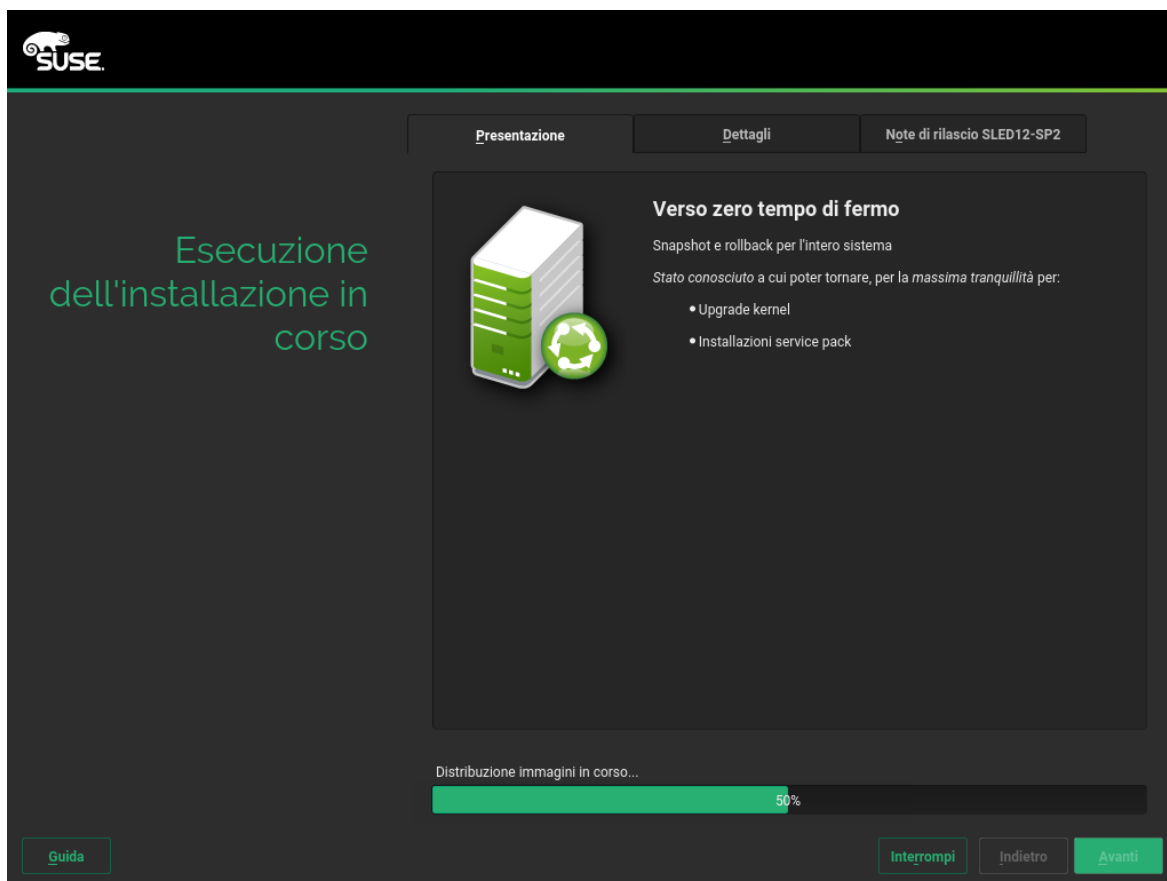 SUSE.
Presentazione
Dettagli
Note di rilascio SLED12-SP2
Esecuzione
dell'installazione in
corso
Verso zero tempo di fermo
Snapshot e rollback per l'intero sistema
Stato conosciuto a cui poter tornare, per la massima tranquillità per:
• Upgrade kernel
• Installazioni service pack
Distribuzione immagini in corso...
50%
Guida
Interrompi
Indietro
Avanti